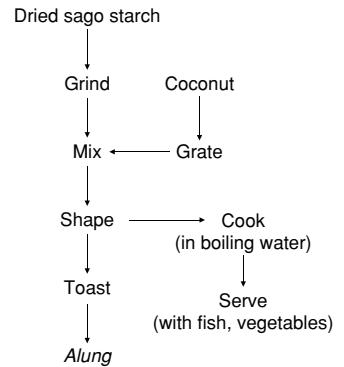 Dried sago starch
Grind
Coconut
Mix
Grate
Shape
Cook
(in boiling water)
Toast
Serve
(with fish, vegetables)
Alung